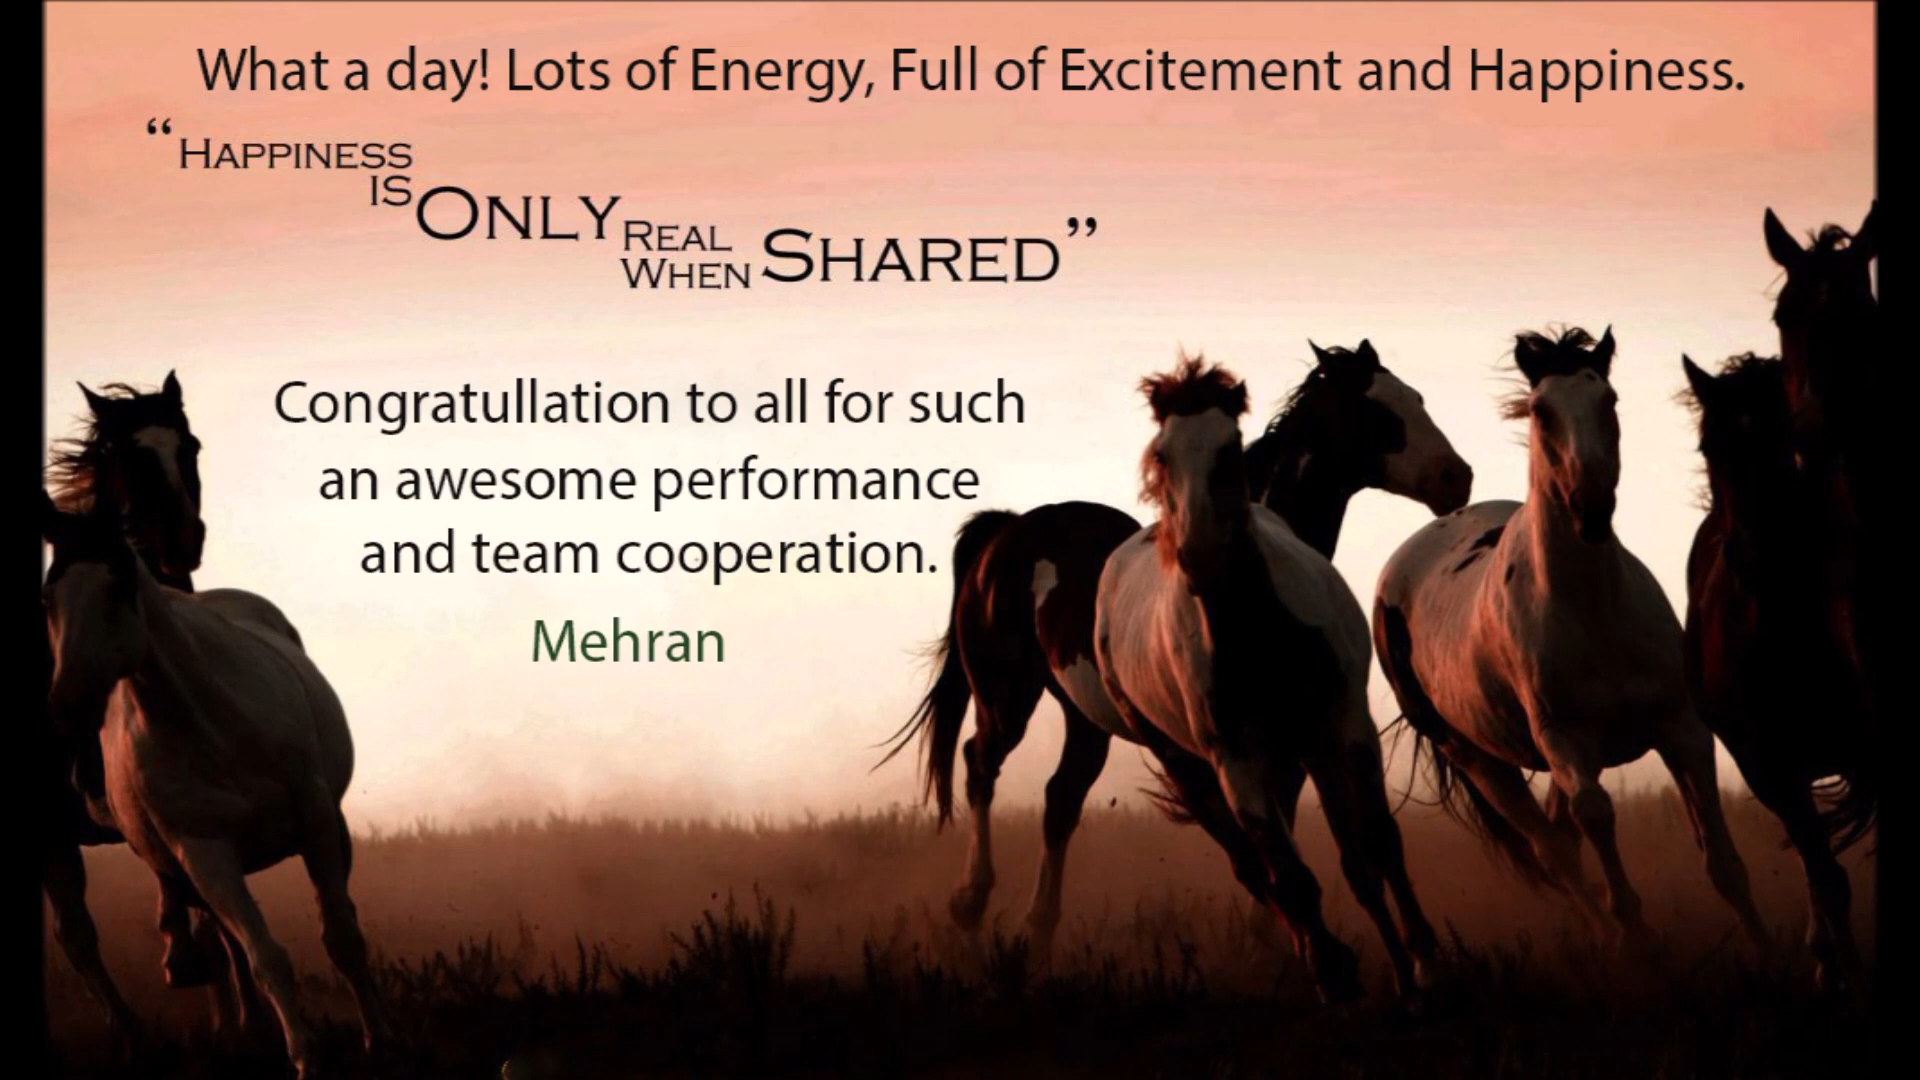 What a day! Lots of Energy, Full of Excitement and Happiness.
“HAPPINESS
IS ONLY REAL
WHEN SHARED”
Congratullation to all for such
an awesome performance
and team cooperation.
Mehran